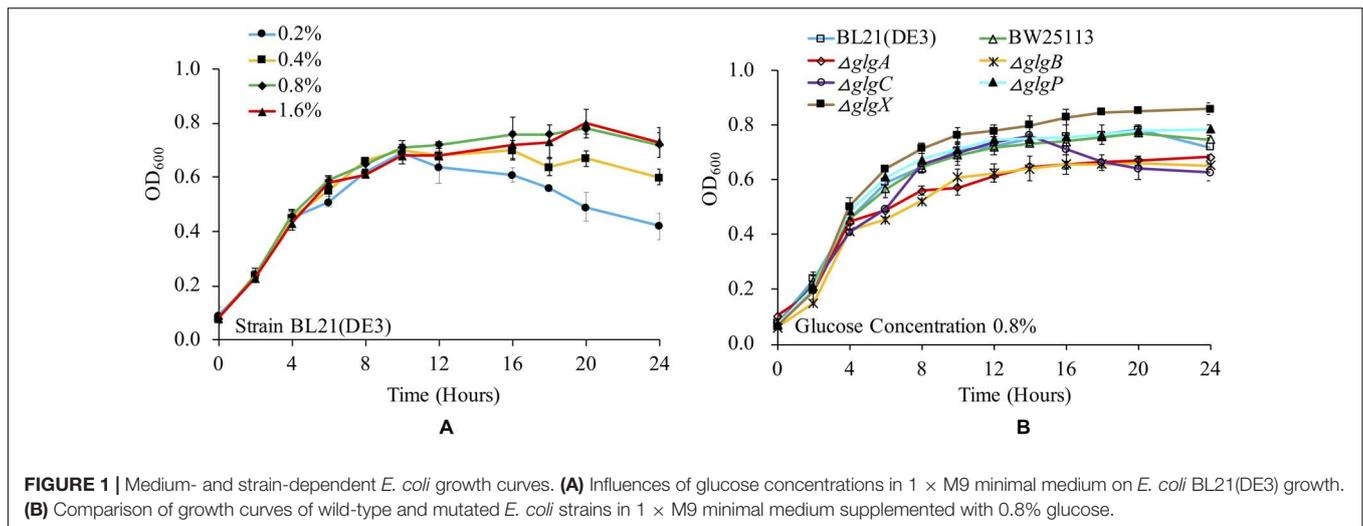 0.2%
0.4%
0.8%
1.6%
1.0
0.8
0.6
0.4
0.2
0.0
OD600
Strain BL21(DE3)
0 4 8 12 16 20 24
Time (Hours)
A
BL21(DE3) BW25113
ΔglgA ΔglgB
ΔglgC ΔglgP
ΔglgX
1.0
0.8
0.6
0.4
0.2
0.0
OD600
Glucose Concentration 0.8%
0 4 8 12 16 20 24
Time (Hours)
B
FIGURE 1 | Medium- and strain-dependent E. coli growth curves. (A) Influences of glucose concentrations in 1 × M9 minimal medium on E. coli BL21(DE3) growth.
(B) Comparison of growth curves of wild-type and mutated E. coli strains in 1 × M9 minimal medium supplemented with 0.8% glucose.